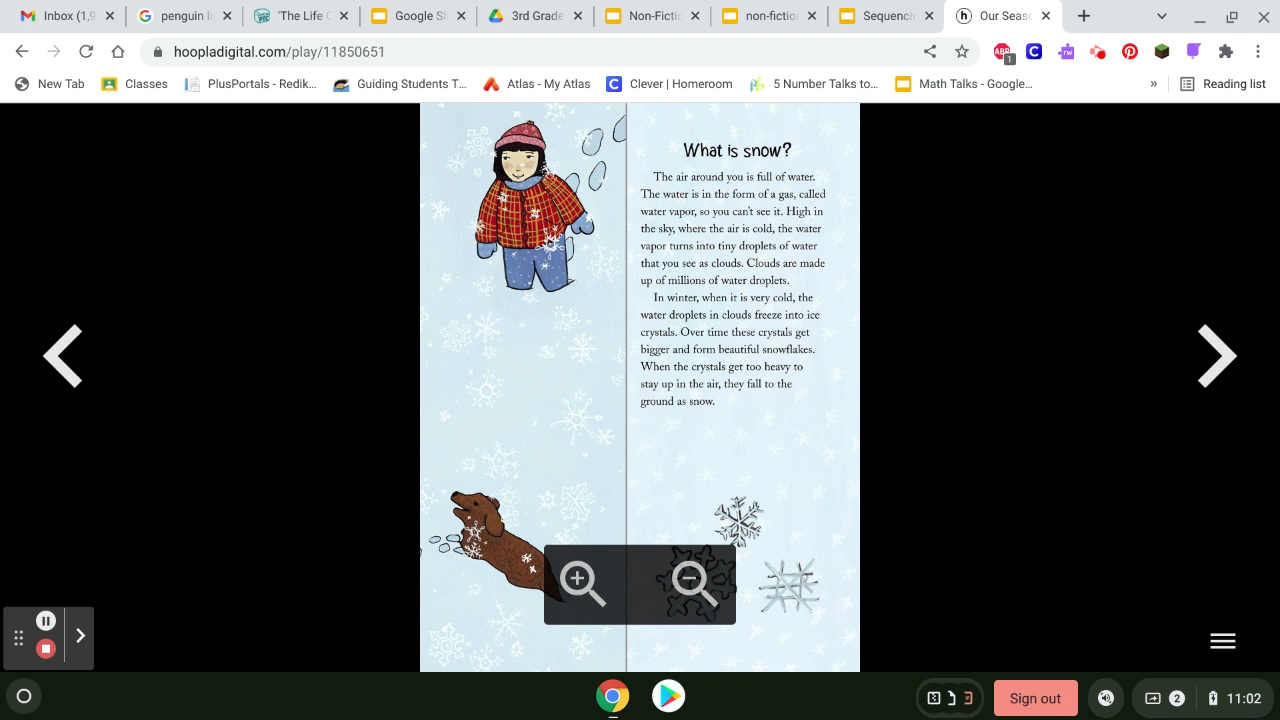 Inbox (1,9
penguin li
'The Life C
Google Sl
3rd Grade
Non-Fictic
non-fiction
Sequencin
Our Seaso
hoopladigital.com/play/11850651
ABP
1
rw
New Tab
Classes
PlusPortals - Redik...
Guiding Students T...
Atlas - My Atlas
Clever | Homeroom
5 Number Talks to...
Math Talks - Google...
»
Reading list
What is snow?
The air around you is full of water.
The water is in the form of a gas, called
water vapor, so you can't see it. High in
the sky, where the air is cold, the water
vapor turns into tiny droplets of water
that you see as clouds. Clouds are made
up of millions of water droplets.
In winter, when it is very cold, the
water droplets in clouds freeze into ice
crystals. Over time these crystals get
bigger and form beautiful snowflakes.
When the crystals get too heavy to
stay up in the air, they fall to the
ground as snow.
Sign out
2
11:02